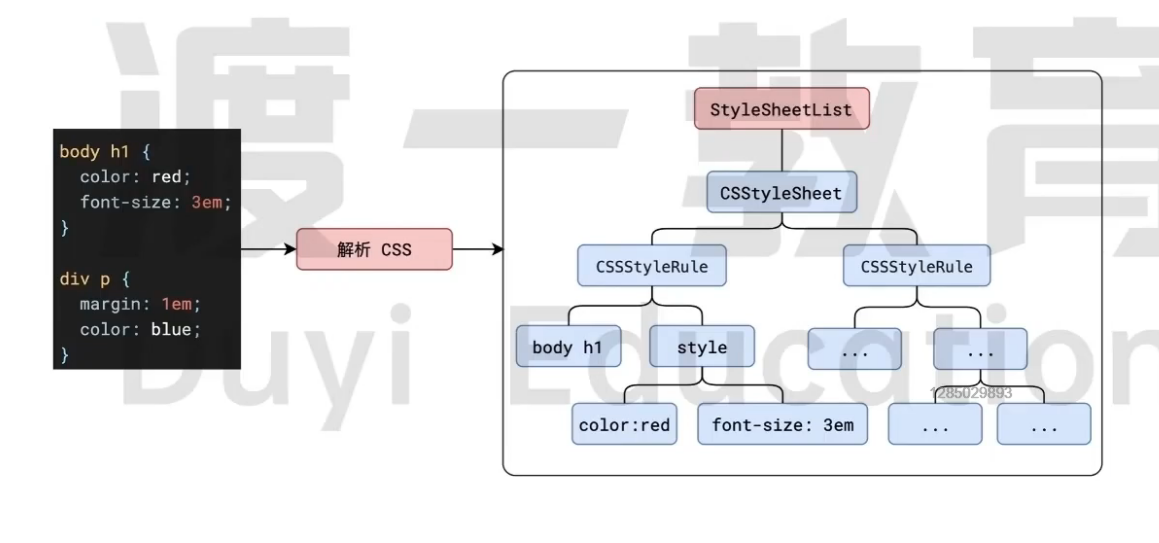 渡一教育
Duyi Education
body h1 {
color: red;
font-size: 3em;
}
div p {
margin: 1em;
color: blue;
}
解析 CSS
StyleSheetList
CSStyleSheet
CSSStyleRule
CSSStyleRule
body h1
style
...
...
color:red
font-size: 3em
...
...
1285029893